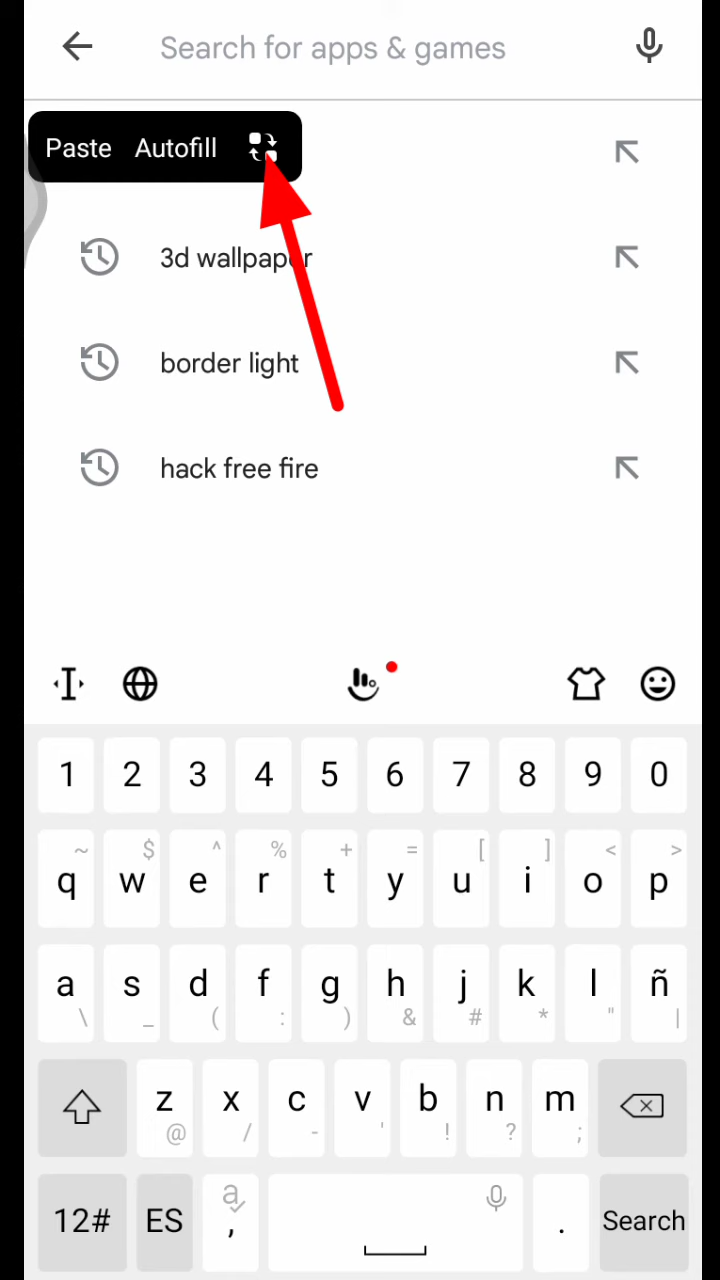 Search for apps & games
Paste Autofill
3d wallpaper
border light
hack free fire
1 2 3 4 5 6 7 8 9 0
~ $ ^ % + = [ ] < >
q w e r t y u i o p
a s d f g h j k l ñ
\ _ ( : ) & # * " |
z x c v b n m
@ / - ' ! ? ;
12# ES a , . Search